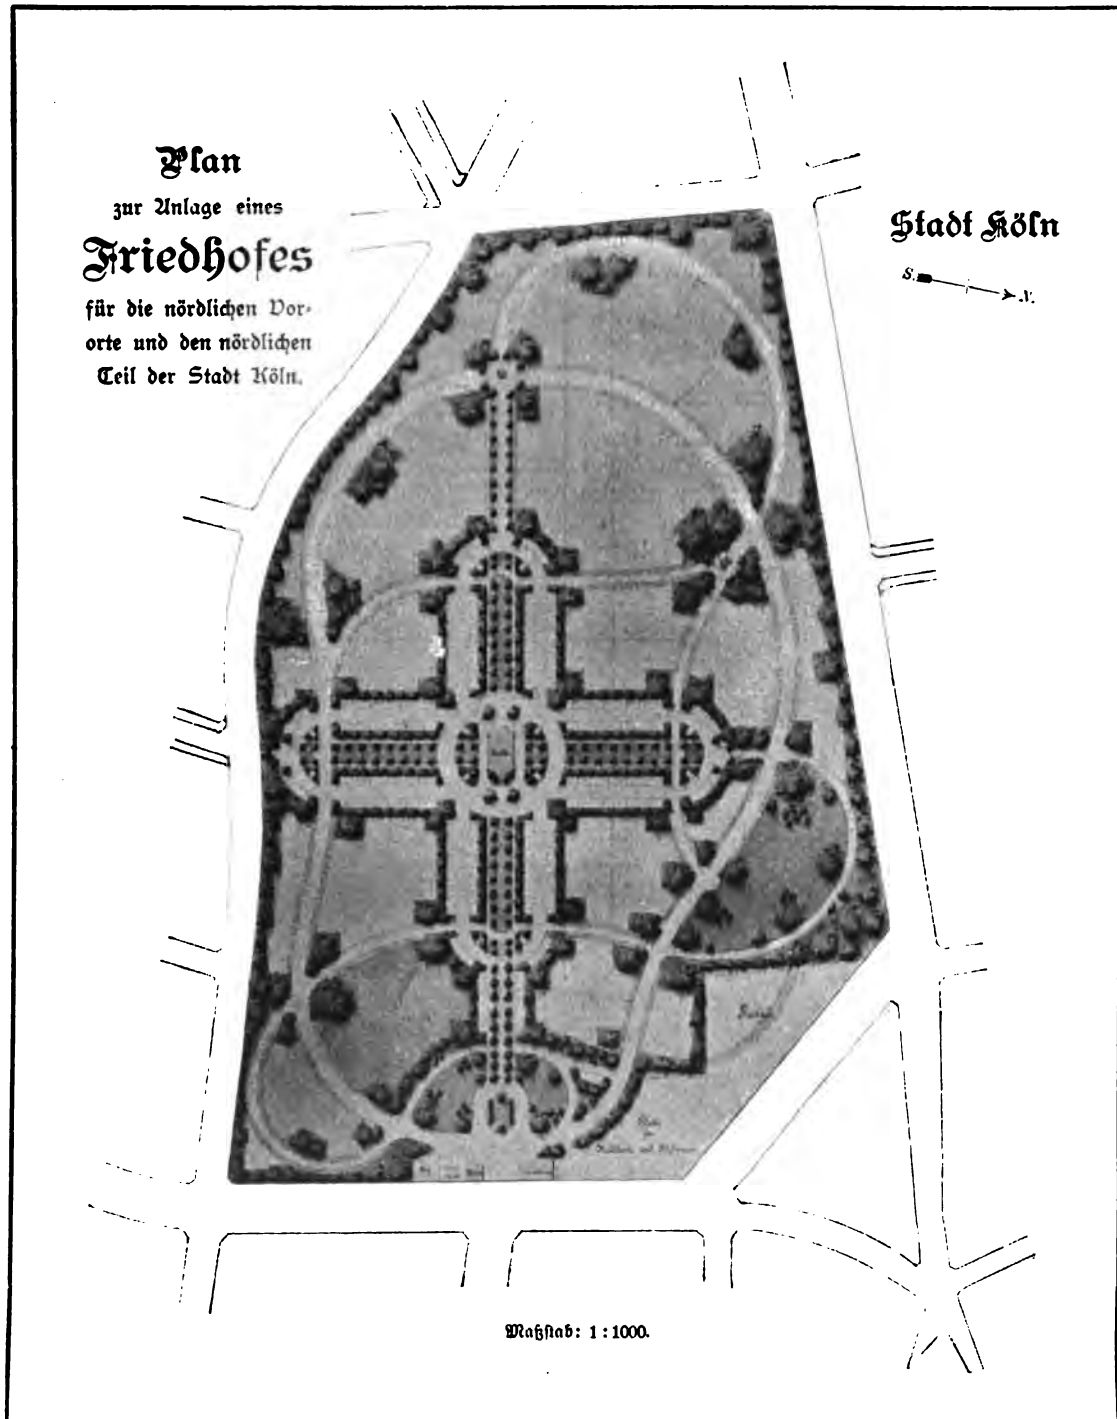 Plan
zur Anlage eines
Friedhofes
für die nördlichen Vor-
orte und den nördlichen
Teil der Stadt Köln.
Stadt Köln
S. N.
Maßstab: 1 : 1000.